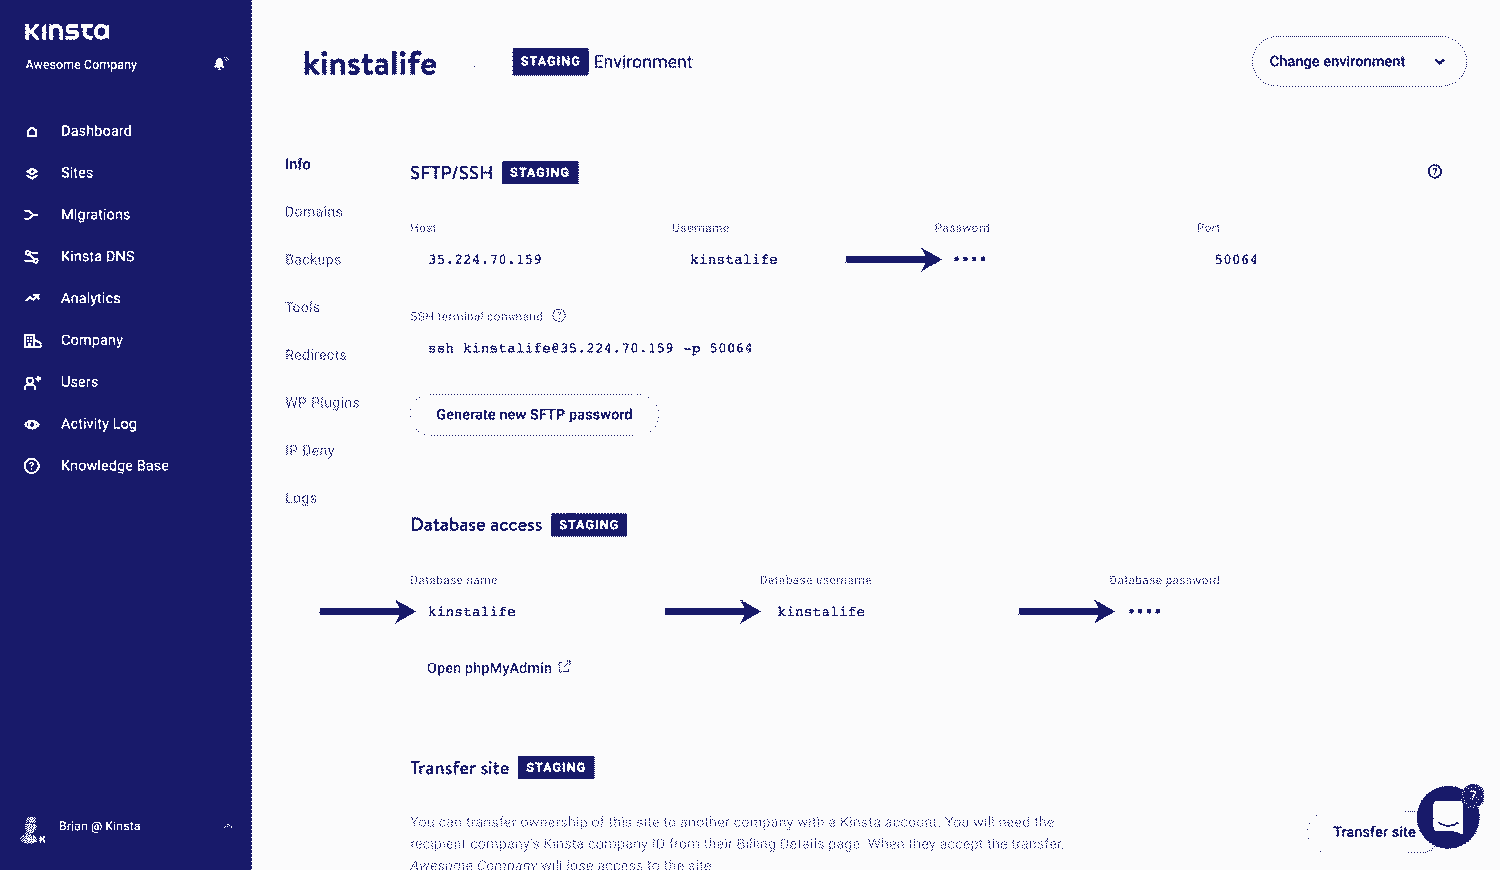 Kinsta
Awesome Company
Dashboard
Sites
Migrations
Kinsta DNS
Analytics
Company
Users
Activity Log
Knowledge Base
Brian @ Kinsta
K
kinstalife
STAGING Environment
Change environment
Info
Domains
Backups
Tools
Redirects
WP Plugins
IP Deny
Logs
SFTP/SSH STAGING
Host Username Password Port
35.224.70.159 kinstalife •••• 50064
SSH terminal command
ssh kinstalife@35.224.70.159 -p 50064
Generate new SFTP password
Database access STAGING
Database name Database username Database password
kinstalife kinstalife ••••
Open phpMyAdmin
Transfer site STAGING
You can transfer ownership of this site to another company with a Kinsta account. You will need the
recipient company's Kinsta company ID from their Billing Details page. When they accept the transfer,
Awesome Company will lose access to the site.
Transfer site
7